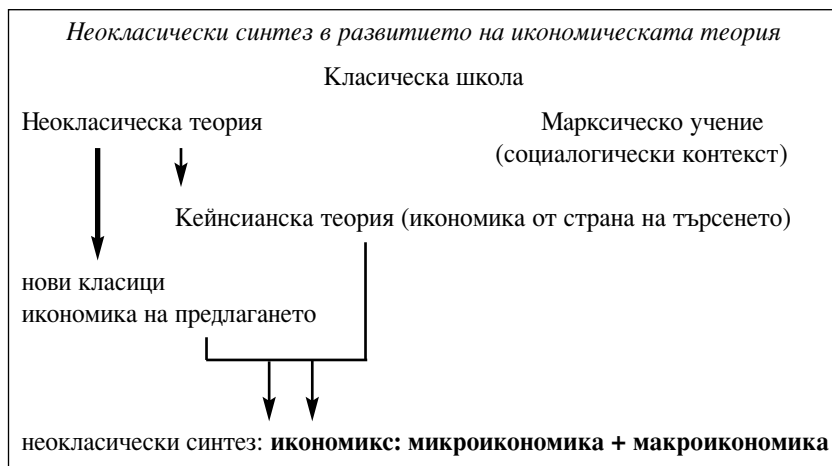 Неокласически синтез в развитието на икономическата теория
Класическа школа
Неокласическа теория
Марксическо учение
(социалогически контекст)
Кейнсианска теория (икономика от страна на търсенето)
нови класици
икономика на предлагането
неокласически синтез: икономикс: микроикономика + макроикономика